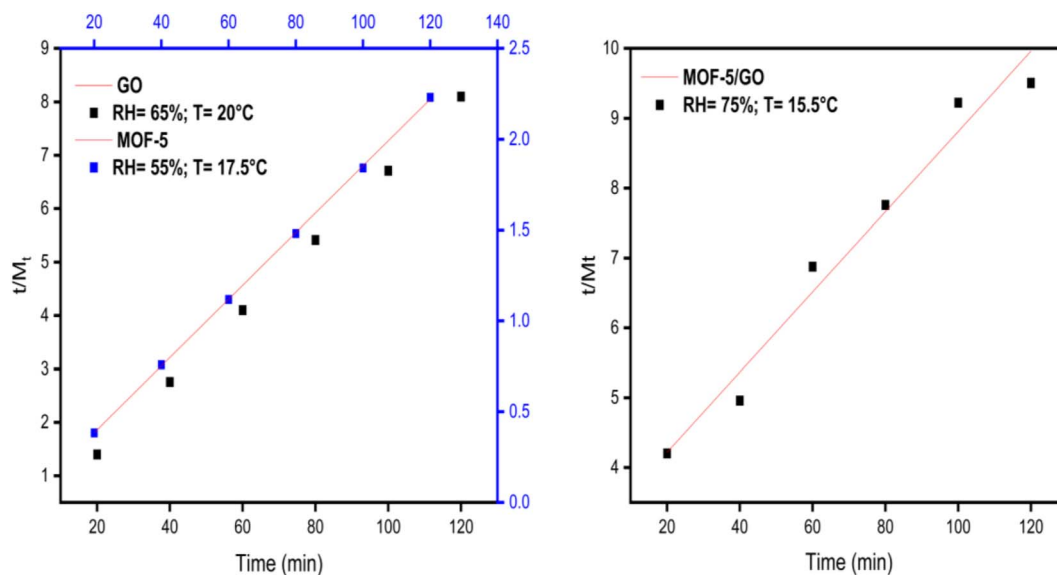 20 40 60 80 100 120 140
9
8
7
6
5
4
3
2
1
t/Mₜ
GO
RH= 65%; T= 20°C
MOF-5
RH= 55%; T= 17.5°C
2.5
2.0
1.5
1.0
0.5
0.0
20 40 60 80 100 120
Time (min)
10
9
8
7
6
5
4
t/Mt
MOF-5/GO
RH= 75%; T= 15.5°C
20 40 60 80 100 120
Time (min)